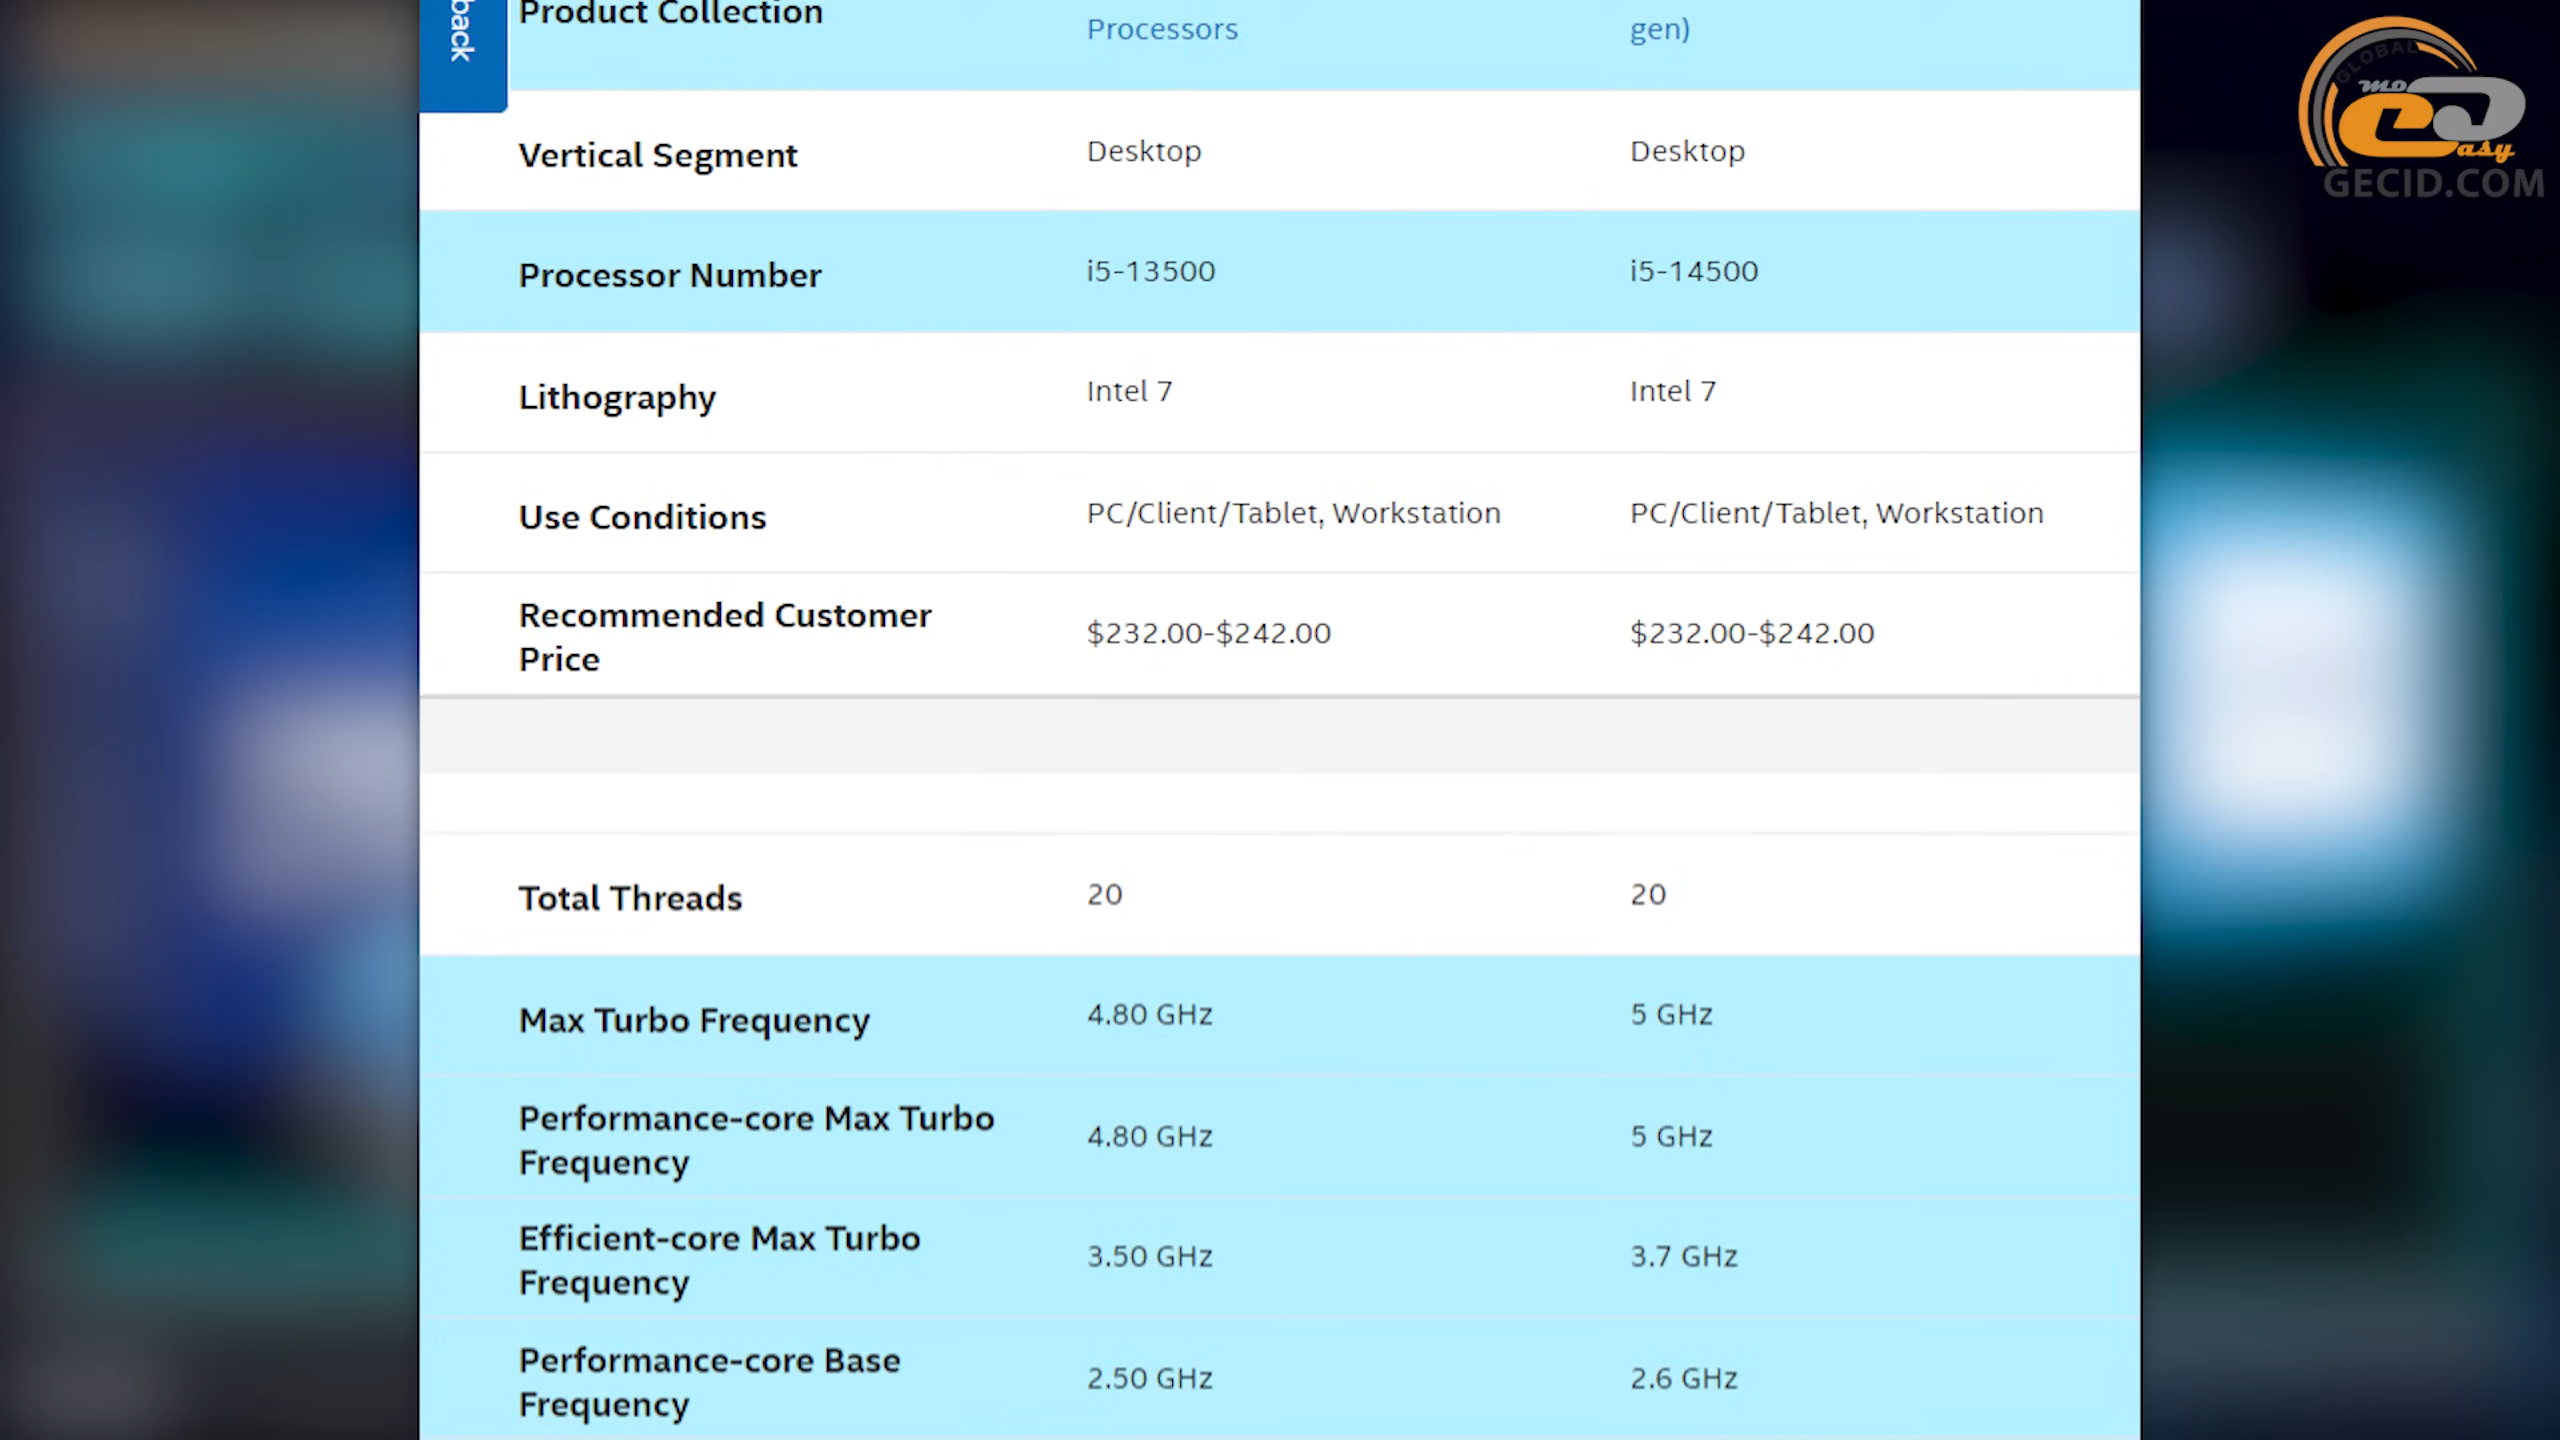 back
Product Collection
Processors
gen)
Vertical Segment
Desktop
Desktop
Processor Number
i5-13500
i5-14500
Lithography
Intel 7
Intel 7
Use Conditions
PC/Client/Tablet, Workstation
PC/Client/Tablet, Workstation
Recommended Customer
Price
$232.00-$242.00
$232.00-$242.00
Total Threads
20
20
Max Turbo Frequency
4.80 GHz
5 GHz
Performance-core Max Turbo
Frequency
4.80 GHz
5 GHz
Efficient-core Max Turbo
Frequency
3.50 GHz
3.7 GHz
Performance-core Base
Frequency
2.50 GHz
2.6 GHz
GLOBAL
easy
GECID.COM